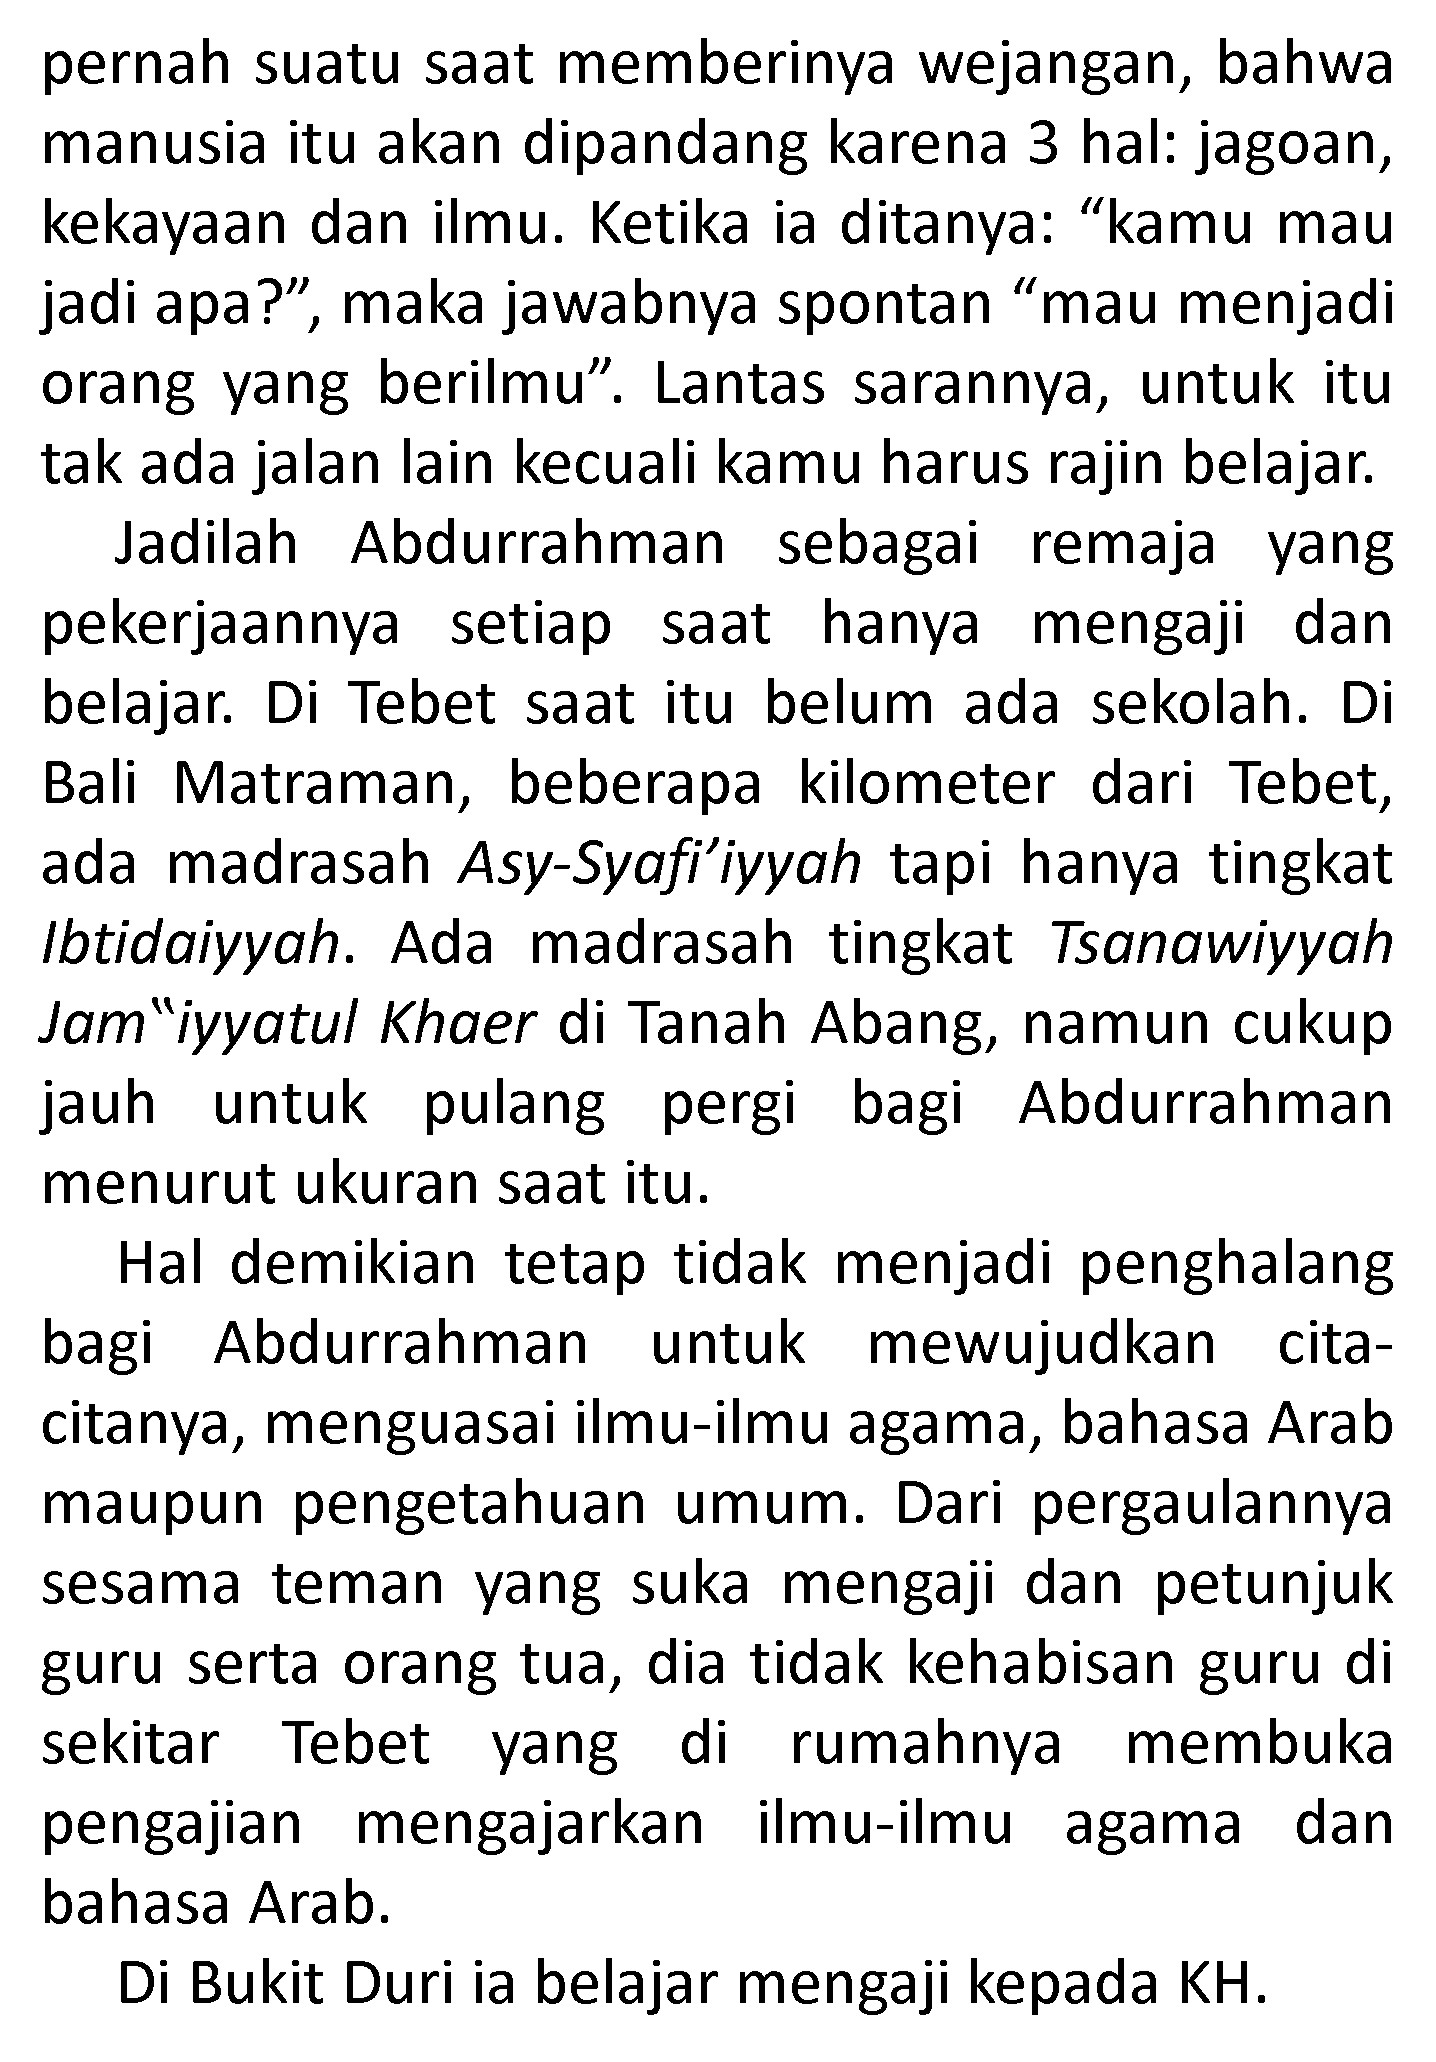 pernah suatu saat memberinya wejangan, bahwa
manusia itu akan dipandang karena 3 hal: jagoan,
kekayaan dan ilmu. Ketika ia ditanya: “kamu mau
jadi apa?”, maka jawabnya spontan “mau menjadi
orang yang berilmu”. Lantas sarannya, untuk itu
tak ada jalan lain kecuali kamu harus rajin belajar.
Jadilah Abdurrahman sebagai remaja yang
pekerjaannya setiap saat hanya mengaji dan
belajar. Di Tebet saat itu belum ada sekolah. Di
Bali Matraman, beberapa kilometer dari Tebet,
ada madrasah Asy-Syafi’iyyah tapi hanya tingkat
Ibtidaiyyah. Ada madrasah tingkat Tsanawiyyah
Jam‟iyyatul Khaer di Tanah Abang, namun cukup
jauh untuk pulang pergi bagi Abdurrahman
menurut ukuran saat itu.
Hal demikian tetap tidak menjadi penghalang
bagi Abdurrahman untuk mewujudkan cita-
citanya, menguasai ilmu-ilmu agama, bahasa Arab
maupun pengetahuan umum. Dari pergaulannya
sesama teman yang suka mengaji dan petunjuk
guru serta orang tua, dia tidak kehabisan guru di
sekitar Tebet yang di rumahnya membuka
pengajian mengajarkan ilmu-ilmu agama dan
bahasa Arab.
Di Bukit Duri ia belajar mengaji kepada KH.